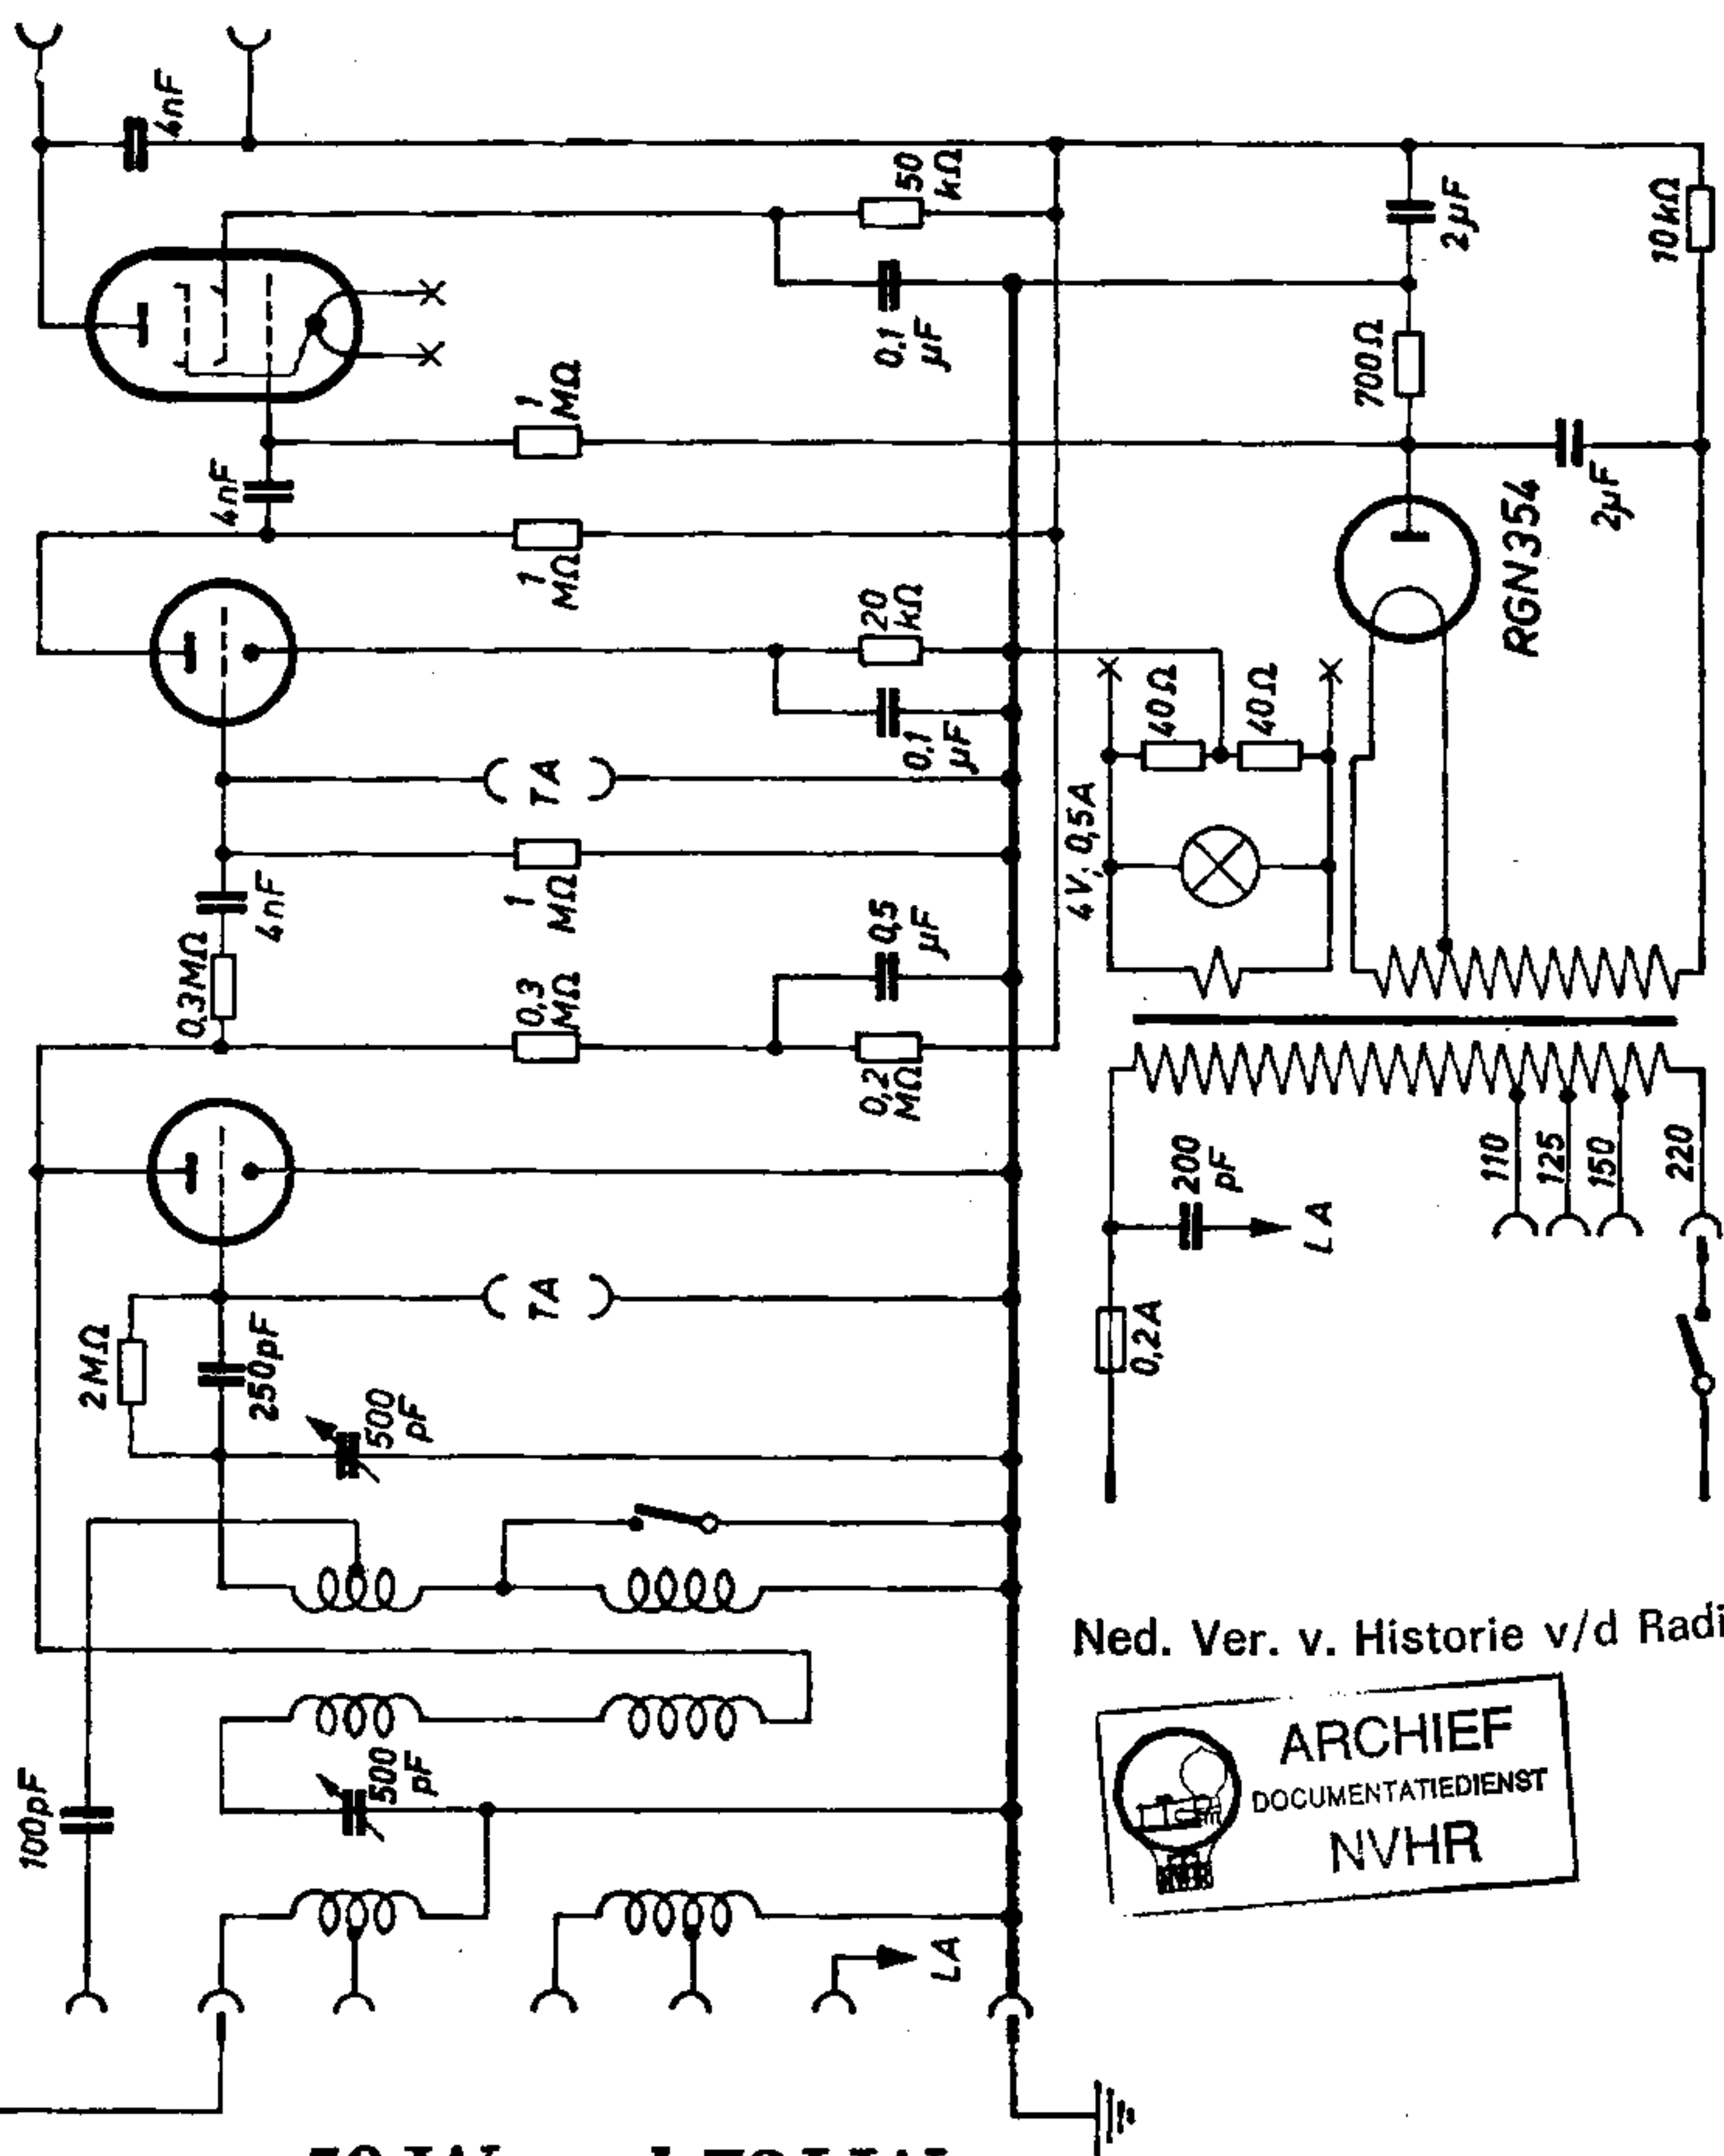 4nF
50
kΩ
2µF
10kΩ
0,1
µF
700Ω
1
MΩ
4nF
2µF
RGN354
1
MΩ
20
kΩ
40Ω
40Ω
0,1
µF
TA
4V; 0,5A
1
MΩ
4nF
0,5
µF
0,3MΩ
0,3
MΩ
0,2
MΩ
200
pF
LA
110
125
150
220
TA
0,2A
2MΩ
250pF
500
pF
Ned. Ver. v. Historie v/d Radi
ARCHIEF
DOCUMENTATIEDIENST
NVHR
500
pF
100pF
LA